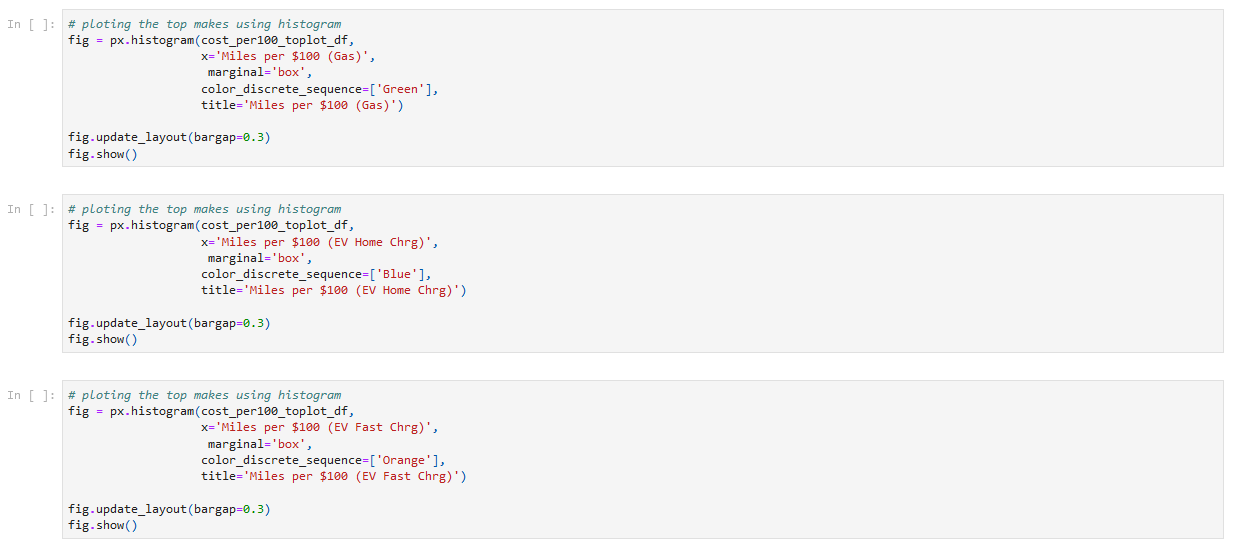 In [ ]: # ploting the top makes using histogram
fig = px.histogram(cost_per100_toplot_df,
                   x='Miles per $100 (Gas)',
                    marginal='box',
                   color_discrete_sequence=['Green'],
                   title='Miles per $100 (Gas)')

fig.update_layout(bargap=0.3)
fig.show()

In [ ]: # ploting the top makes using histogram
fig = px.histogram(cost_per100_toplot_df,
                   x='Miles per $100 (EV Home Chrg)',
                    marginal='box',
                   color_discrete_sequence=['Blue'],
                   title='Miles per $100 (EV Home Chrg)')

fig.update_layout(bargap=0.3)
fig.show()

In [ ]: # ploting the top makes using histogram
fig = px.histogram(cost_per100_toplot_df,
                   x='Miles per $100 (EV Fast Chrg)',
                    marginal='box',
                   color_discrete_sequence=['Orange'],
                   title='Miles per $100 (EV Fast Chrg)')

fig.update_layout(bargap=0.3)
fig.show()